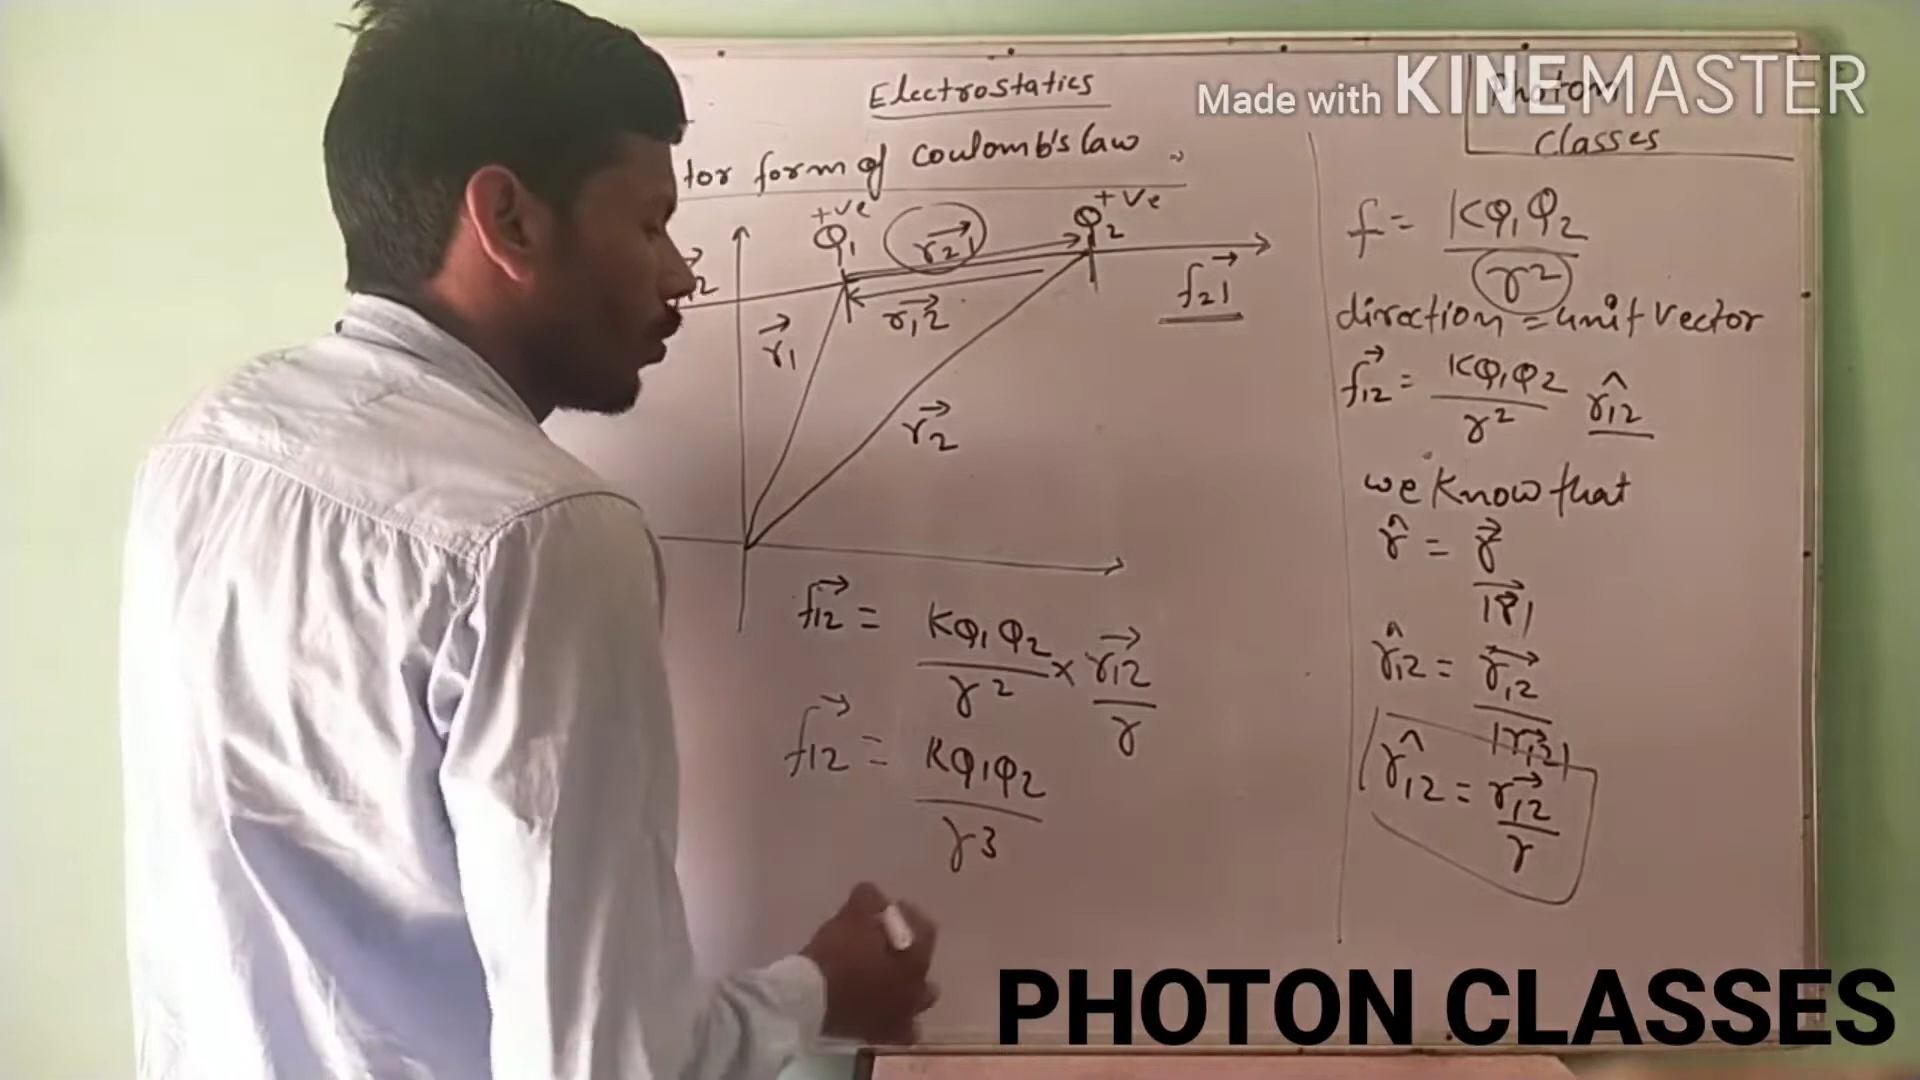 Electrostatics
tor form of Coulomb's law
Made with KINEMASTER
Photon
Classes
+ve
Q₁
r₂₁→
+ve
Q₂
f₂₁→
r₁₂→
r₁→
r₂→
f = KQ₁Q₂ / r²
direction = unit vector
f₁₂→ = KQ₁Q₂ / r² r̂₁₂
we know that
r̂ = r→ / |r→|
r̂₁₂ = r₁₂→ / |r₁₂→|
r̂₁₂ = r₁₂→ / r
f₁₂→ = KQ₁Q₂ / r² × r₁₂→ / r
f₁₂→ = KQ₁Q₂ / r³
PHOTON CLASSES